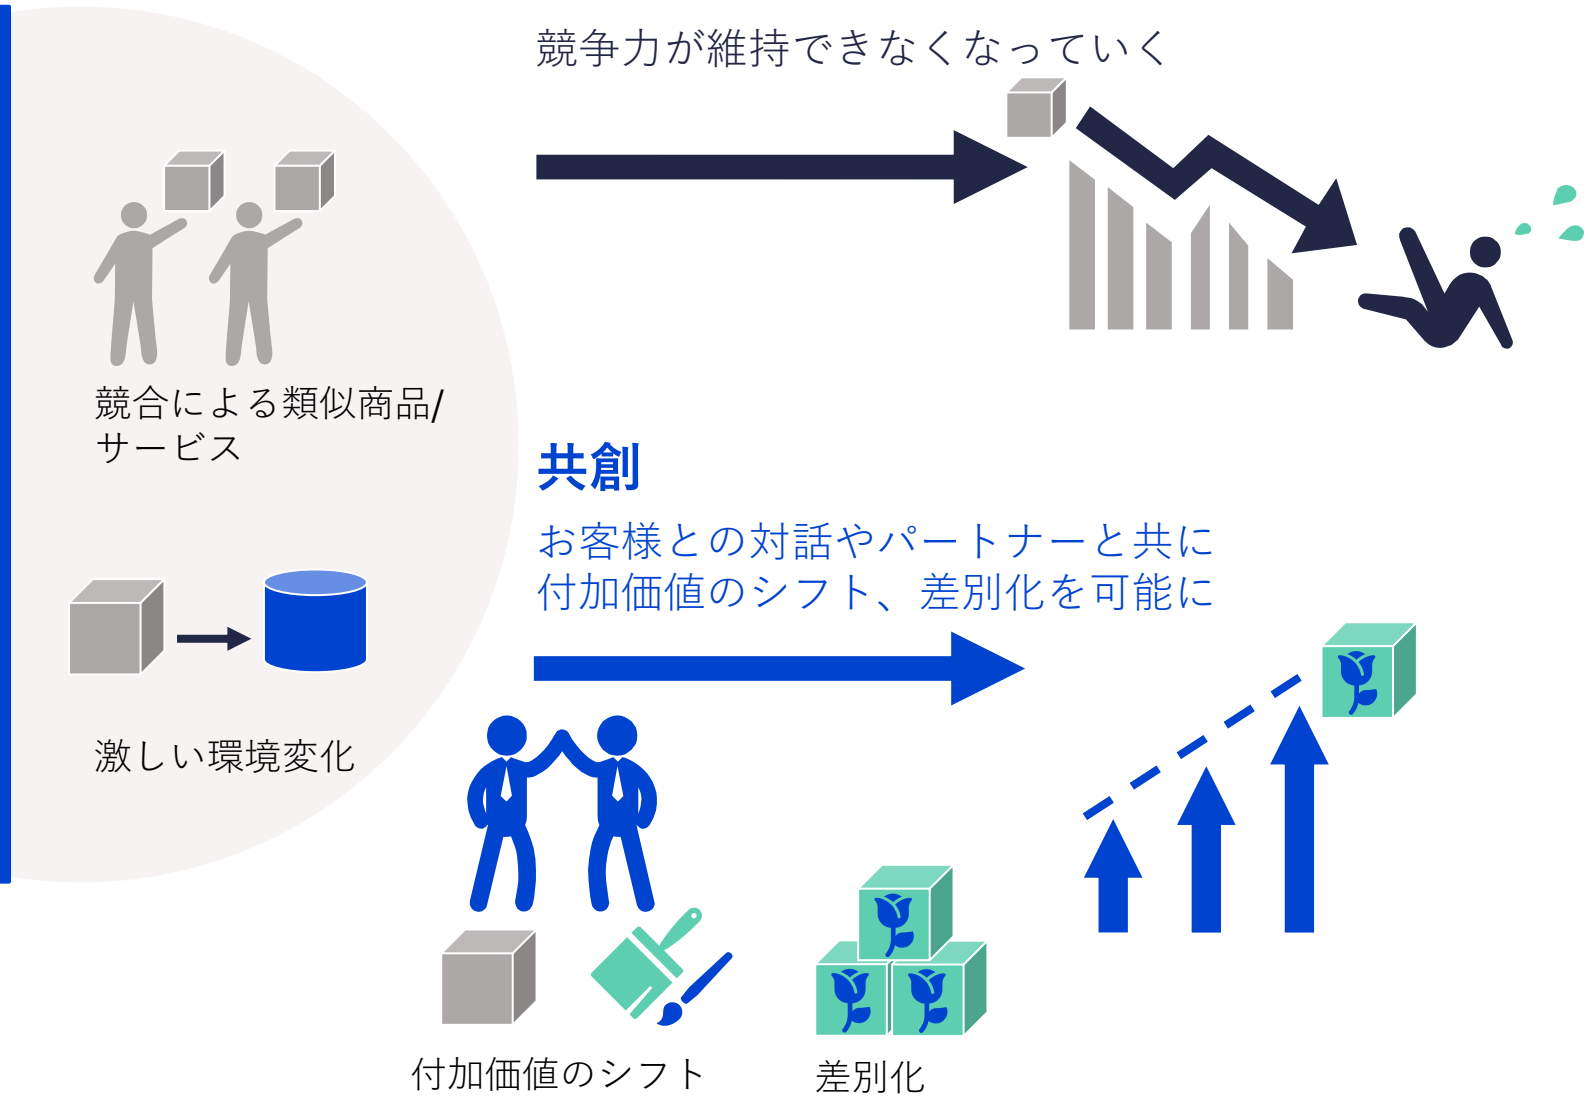 競争力が維持できなくなっていく
競合による類似商品/
サービス
共創
お客様との対話やパートナーと共に
付加価値のシフト、差別化を可能に
激しい環境変化
付加価値のシフト
差別化